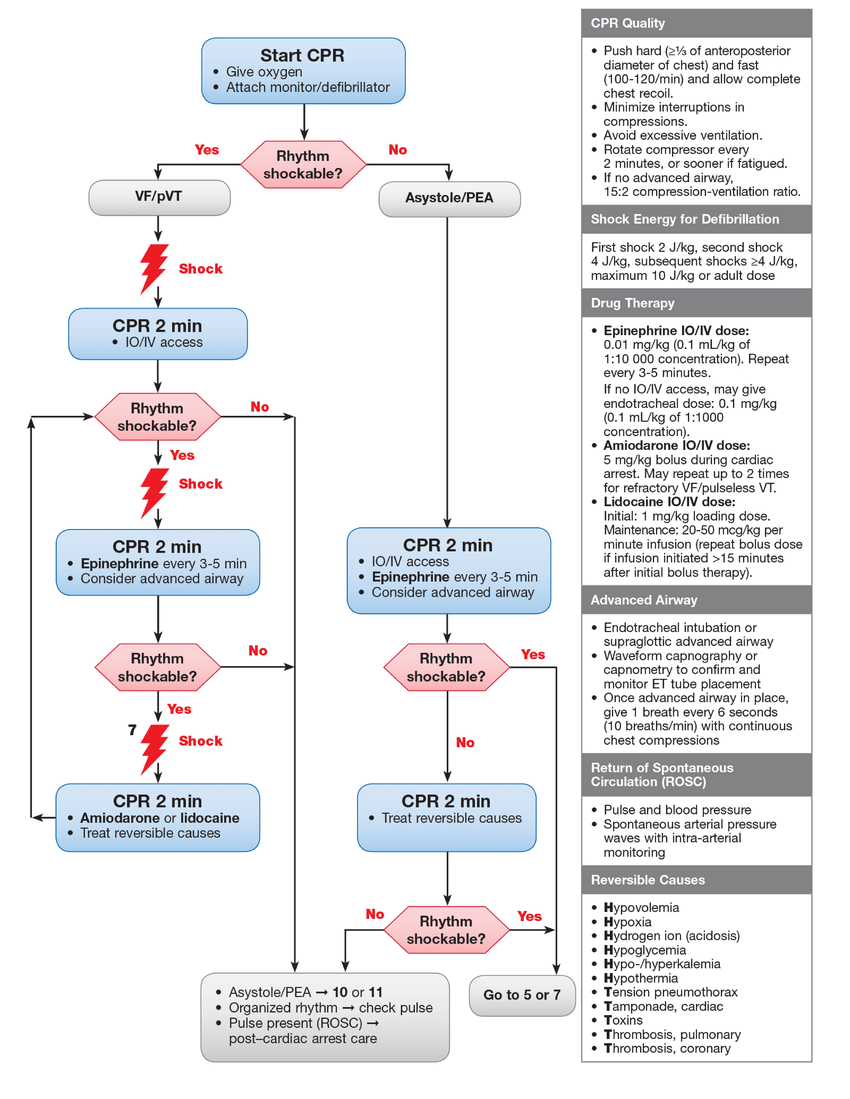 Start CPR
• Give oxygen
• Attach monitor/defibrillator
Yes
Rhythm
shockable?
No
VF/pVT
Asystole/PEA
Shock
CPR 2 min
• IO/IV access
Rhythm
shockable?
No
Yes
Shock
CPR 2 min
• Epinephrine every 3-5 min
• Consider advanced airway
CPR 2 min
• IO/IV access
• Epinephrine every 3-5 min
• Consider advanced airway
Rhythm
shockable?
No
Yes
7
Shock
CPR 2 min
• Amiodarone or lidocaine
• Treat reversible causes
Rhythm
shockable?
Yes
No
CPR 2 min
• Treat reversible causes
No
Rhythm
shockable?
Yes
• Asystole/PEA → 10 or 11
• Organized rhythm → check pulse
• Pulse present (ROSC) →
post–cardiac arrest care
Go to 5 or 7
CPR Quality
• Push hard (≥⅓ of anteroposterior
diameter of chest) and fast
(100-120/min) and allow complete
chest recoil.
• Minimize interruptions in
compressions.
• Avoid excessive ventilation.
• Rotate compressor every
2 minutes, or sooner if fatigued.
• If no advanced airway,
15:2 compression-ventilation ratio.
Shock Energy for Defibrillation
First shock 2 J/kg, second shock
4 J/kg, subsequent shocks ≥4 J/kg,
maximum 10 J/kg or adult dose
Drug Therapy
• Epinephrine IO/IV dose:
0.01 mg/kg (0.1 mL/kg of
1:10 000 concentration). Repeat
every 3-5 minutes.
If no IO/IV access, may give
endotracheal dose: 0.1 mg/kg
(0.1 mL/kg of 1:1000
concentration).
• Amiodarone IO/IV dose:
5 mg/kg bolus during cardiac
arrest. May repeat up to 2 times
for refractory VF/pulseless VT.
• Lidocaine IO/IV dose:
Initial: 1 mg/kg loading dose.
Maintenance: 20-50 mcg/kg per
minute infusion (repeat bolus dose
if infusion initiated >15 minutes
after initial bolus therapy).
Advanced Airway
• Endotracheal intubation or
supraglottic advanced airway
• Waveform capnography or
capnometry to confirm and
monitor ET tube placement
• Once advanced airway in place,
give 1 breath every 6 seconds
(10 breaths/min) with continuous
chest compressions
Return of Spontaneous
Circulation (ROSC)
• Pulse and blood pressure
• Spontaneous arterial pressure
waves with intra-arterial
monitoring
Reversible Causes
• Hypovolemia
• Hypoxia
• Hydrogen ion (acidosis)
• Hypoglycemia
• Hypo-/hyperkalemia
• Hypothermia
• Tension pneumothorax
• Tamponade, cardiac
• Toxins
• Thrombosis, pulmonary
• Thrombosis, coronary